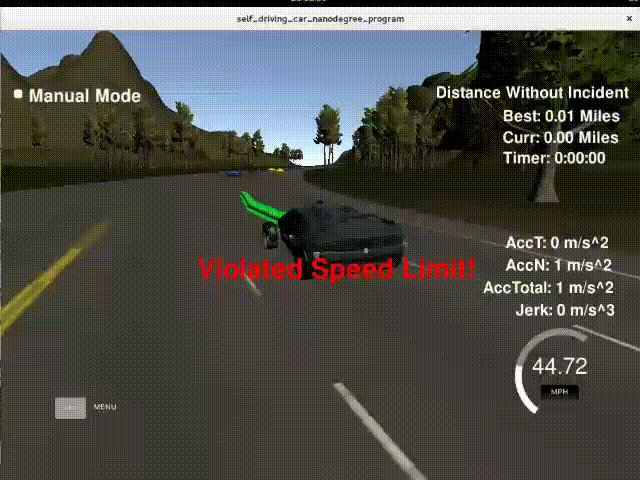 self_driving_car_nanodegree_program
×
Manual Mode
Distance Without Incident
Best: 0.01 Miles
Curr: 0.00 Miles
Timer: 0:00:00
Violated Speed Limit!
AccT: 0 m/s^2
AccN: 1 m/s^2
AccTotal: 1 m/s^2
Jerk: 0 m/s^3
44.72
MPH
MENU